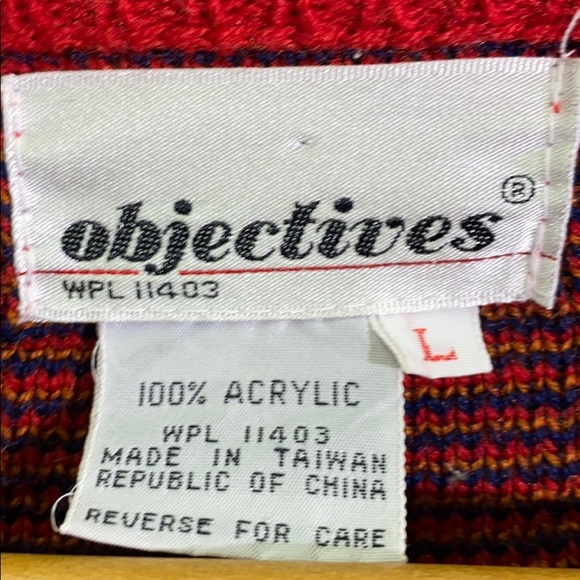 objectives®
WPL 11403
L
100% ACRYLIC
WPL 11403
MADE IN TAIWAN
REPUBLIC OF CHINA
REVERSE FOR CARE